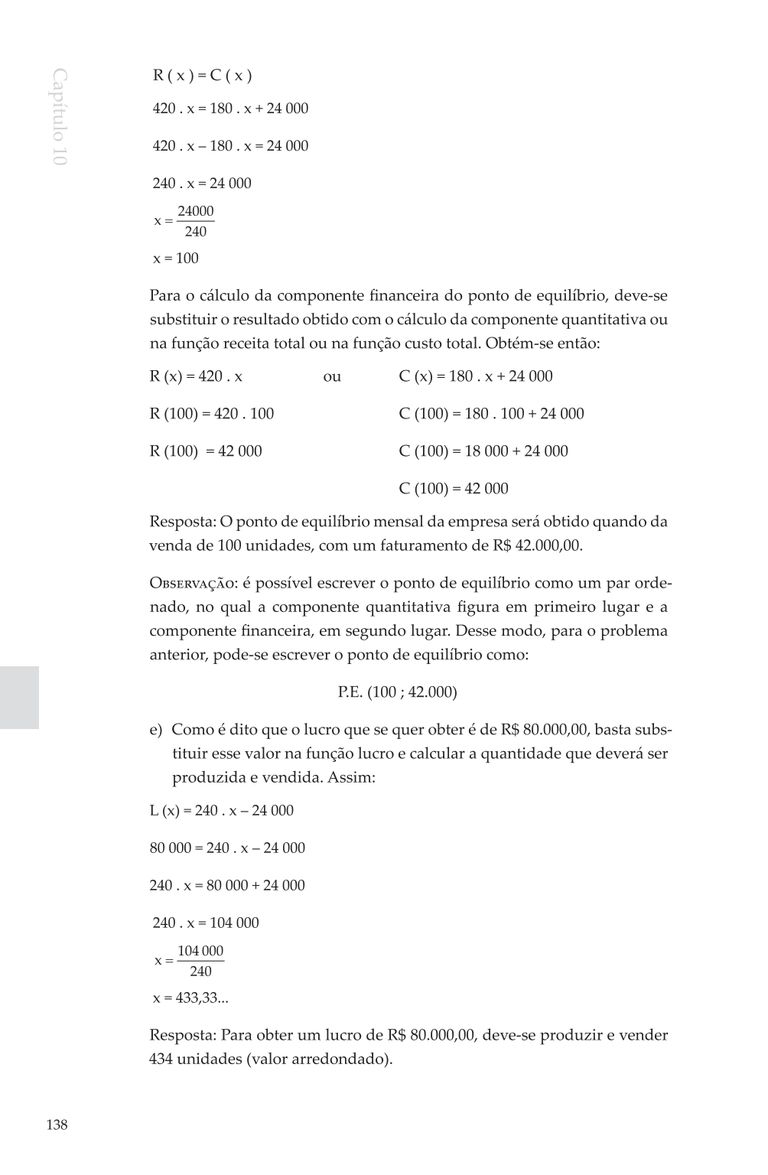 Capítulo 10
R ( x ) = C ( x )
420 . x = 180 . x + 24 000
420 . x – 180 . x = 24 000
240 . x = 24 000
x = 24000
240
x = 100
Para o cálculo da componente financeira do ponto de equilíbrio, deve-se
substituir o resultado obtido com o cálculo da componente quantitativa ou
na função receita total ou na função custo total. Obtém-se então:
R (x) = 420 . x ou C (x) = 180 . x + 24 000
R (100) = 420 . 100 C (100) = 180 . 100 + 24 000
R (100) = 42 000 C (100) = 18 000 + 24 000
C (100) = 42 000
Resposta: O ponto de equilíbrio mensal da empresa será obtido quando da
venda de 100 unidades, com um faturamento de R$ 42.000,00.
Observação: é possível escrever o ponto de equilíbrio como um par orde-
nado, no qual a componente quantitativa figura em primeiro lugar e a
componente financeira, em segundo lugar. Desse modo, para o problema
anterior, pode-se escrever o ponto de equilíbrio como:
P.E. (100 ; 42.000)
e) Como é dito que o lucro que se quer obter é de R$ 80.000,00, basta subs-
tituir esse valor na função lucro e calcular a quantidade que deverá ser
produzida e vendida. Assim:
L (x) = 240 . x – 24 000
80 000 = 240 . x – 24 000
240 . x = 80 000 + 24 000
240 . x = 104 000
x = 104 000
240
x = 433,33...
Resposta: Para obter um lucro de R$ 80.000,00, deve-se produzir e vender
434 unidades (valor arredondado).
138